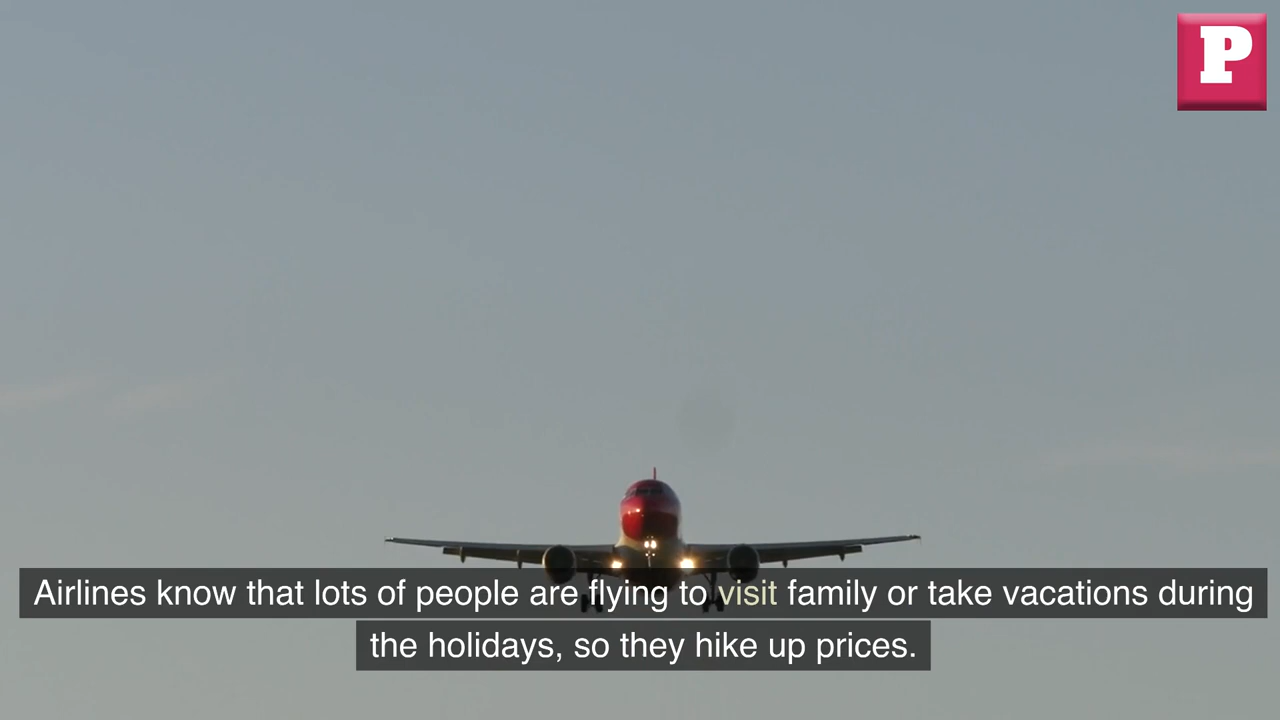 P
Airlines know that lots of people are flying to visit family or take vacations during
the holidays, so they hike up prices.